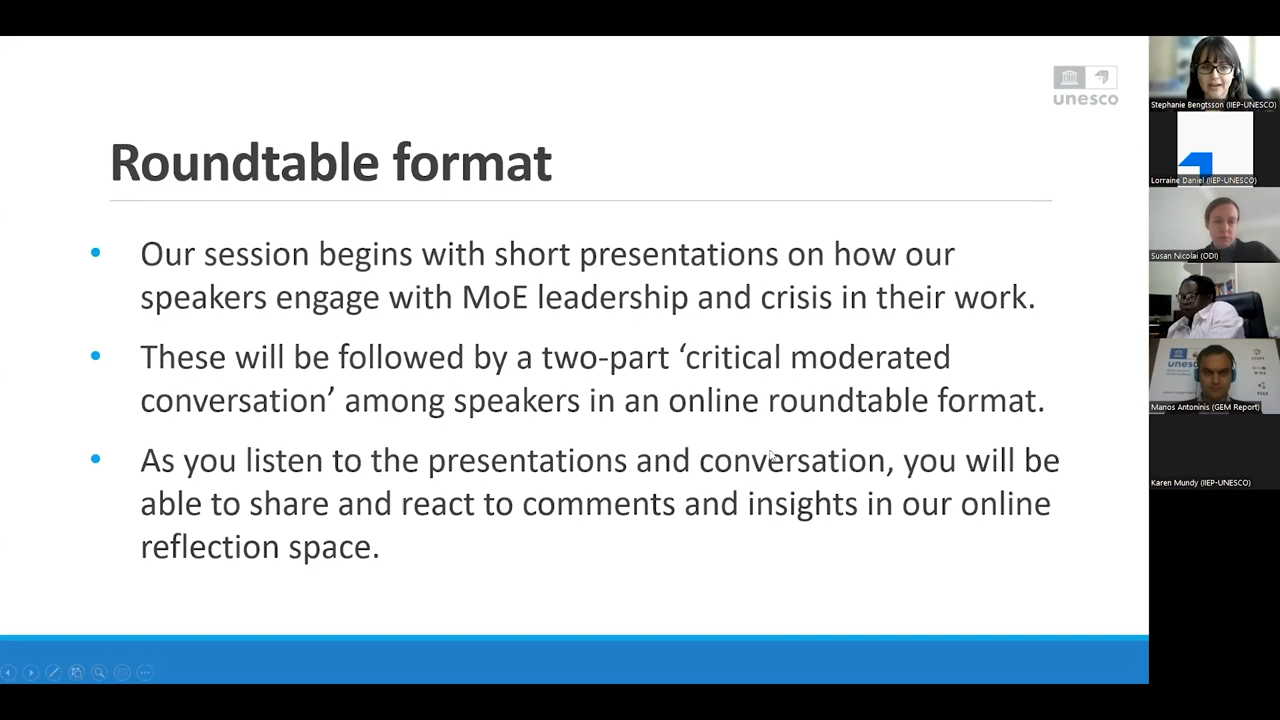 unesco
Roundtable format
• Our session begins with short presentations on how our
speakers engage with MoE leadership and crisis in their work.
• These will be followed by a two-part ‘critical moderated
conversation’ among speakers in an online roundtable format.
• As you listen to the presentations and conversation, you will be
able to share and react to comments and insights in our online
reflection space.
Stephanie Bengtsson (IIEP-UNESCO)
Lorraine Daniel (IIEP-UNESCO)
Susan Nicolai (ODI)
unesco
Manos Antoninis (GEM Report)
Karen Mundy (IIEP-UNESCO)